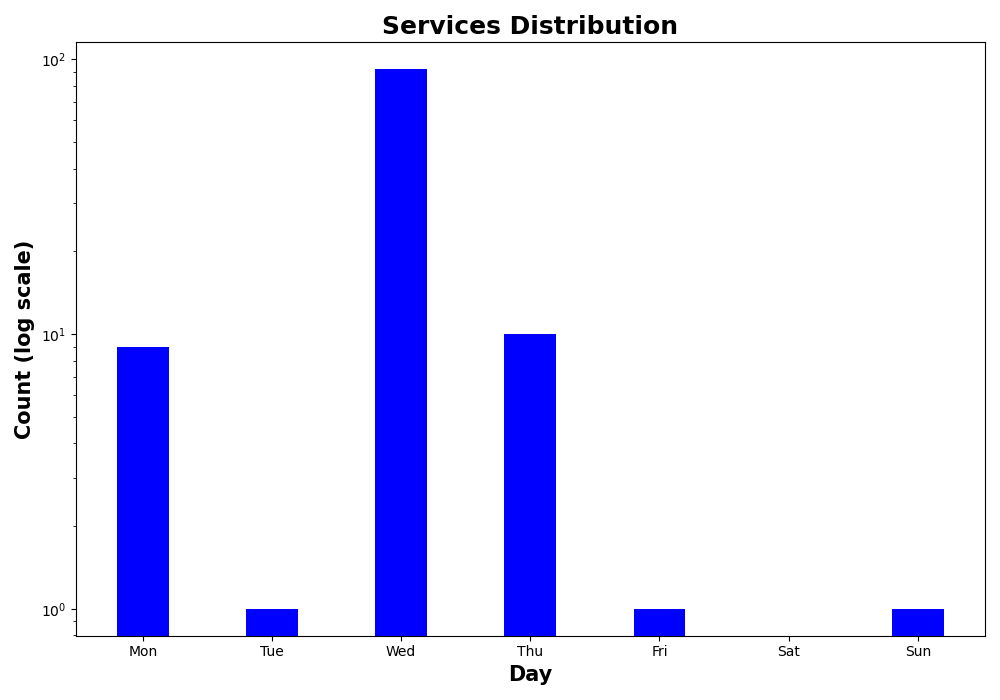 Services Distribution
Count (log scale)
10²
10¹
10⁰
Mon Tue Wed Thu Fri Sat Sun
Day